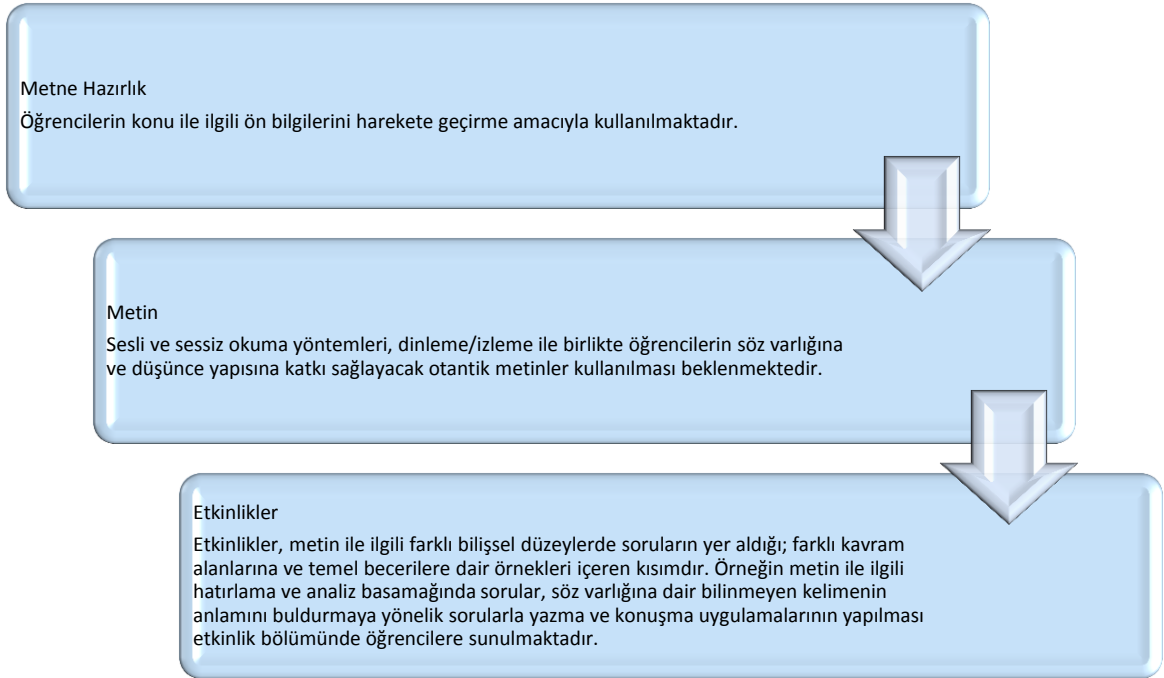 Metne Hazırlık
Öğrencilerin konu ile ilgili ön bilgilerini harekete geçirme amacıyla kullanılmaktadır.
Metin
Sesli ve sessiz okuma yöntemleri, dinleme/izleme ile birlikte öğrencilerin söz varlığına
ve düşünce yapısına katkı sağlayacak otantik metinler kullanılması beklenmektedir.
Etkinlikler
Etkinlikler, metin ile ilgili farklı bilişsel düzeylerde soruların yer aldığı; farklı kavram
alanlarına ve temel becerilere dair örnekleri içeren kısımdır. Örneğin metin ile ilgili
hatırlama ve analiz basamağında sorular, söz varlığına dair bilinmeyen kelimenin
anlamını buldurmaya yönelik sorularla yazma ve konuşma uygulamalarının yapılması
etkinlik bölümünde öğrencilere sunulmaktadır.